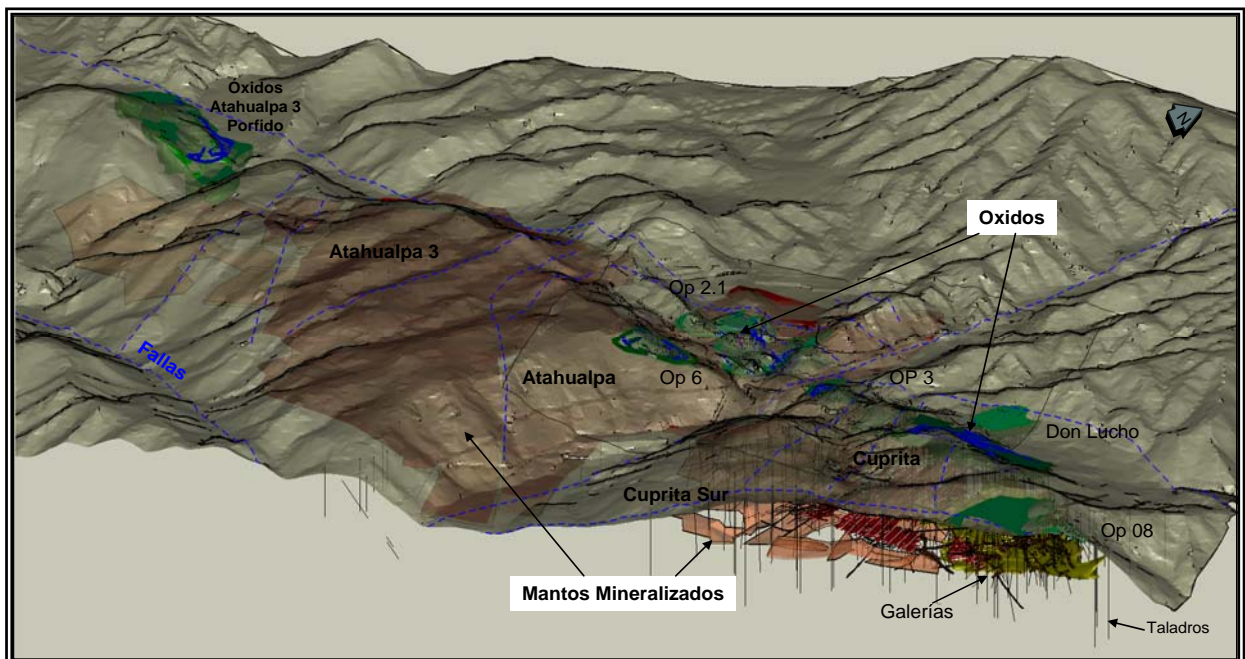 Óxidos
Atahualpa 3
Porfido
N
Oxidos
Atahualpa 3
Op 2.1
Fallas
Atahualpa
Op 6
OP 3
Don Lucho
Cuprita
Cuprita Sur
Op 08
Mantos Mineralizados
Galerías
Taladros